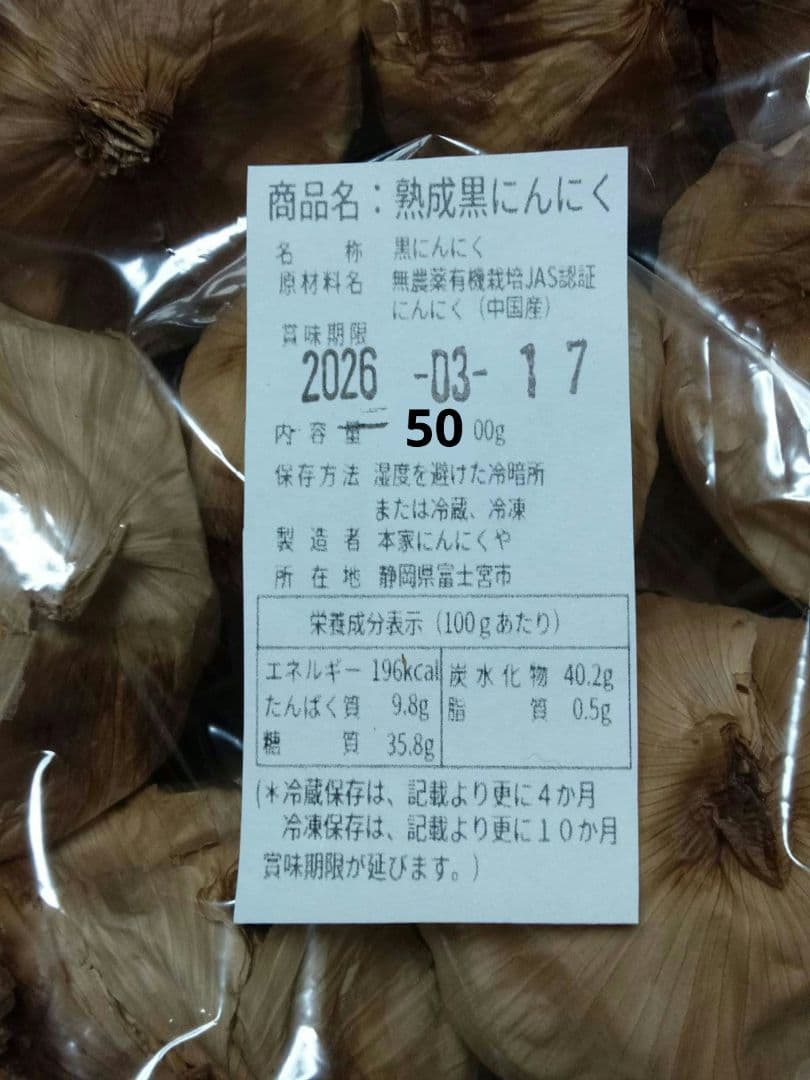 商品名：熟成黒にんにく
名　称　黒にんにく
原材料名　無農薬有機栽培JAS認証
にんにく（中国産）
賞味期限
2026 -03- 17
内容量　50 00g
保存方法　湿度を避けた冷暗所
または冷蔵、冷凍
製造者　本家にんにくや
所在地　静岡県富士宮市
栄養成分表示（100gあたり）
エネルギー 196kcal 炭水化物 40.2g
たんぱく質 9.8g 脂質 0.5g
糖質 35.8g
(＊冷蔵保存は、記載より更に４か月
冷凍保存は、記載より更に１０か月
賞味期限が延びます。)